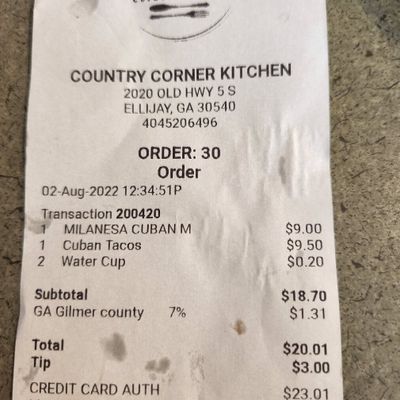 COUNTRY CORNER KITCHEN
2020 OLD HWY 5 S
ELLIJAY, GA 30540
4045206496
ORDER: 30
Order
02-Aug-2022 12:34:51P
Transaction 200420
1 MILANESA CUBAN M $9.00
1 Cuban Tacos $9.50
2 Water Cup $0.20
Subtotal $18.70
GA Gilmer county 7% $1.31
Total $20.01
Tip $3.00
CREDIT CARD AUTH $23.01